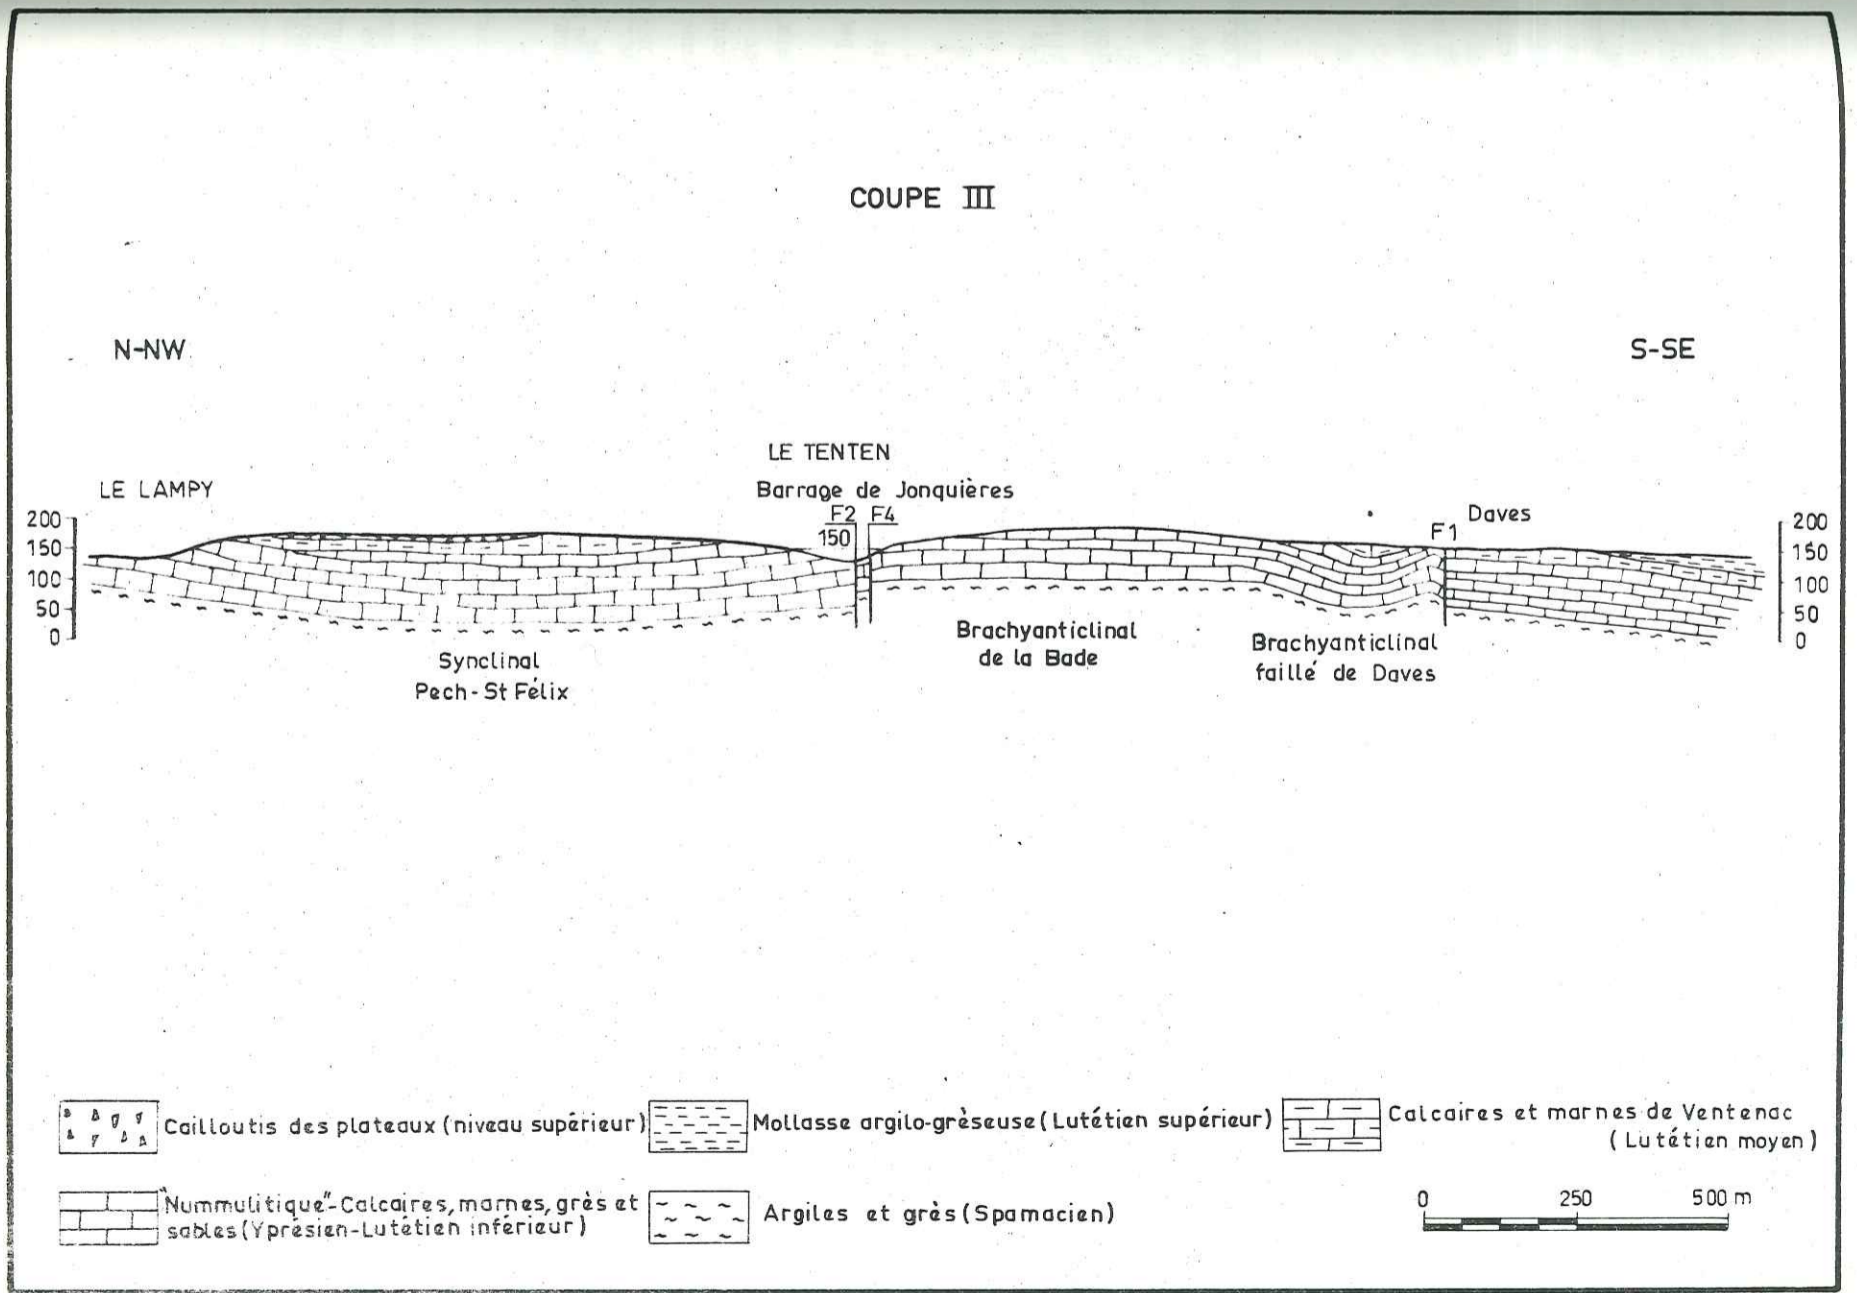 COUPE III
N-NW
S-SE
LE TENTEN
LE LAMPY
Barrage de Jonquières
F2 F4
150
Daves
F1
200
150
100
50
0
200
150
100
50
0
Synclinal
Pech-St Félix
Brachyanticlinal
de la Bade
Brachyanticlinal
faillé de Daves
Cailloutis des plateaux (niveau supérieur)
Mollasse argilo-grèseuse (Lutétien supérieur)
Calcaires et marnes de Ventenac
(Lutétien moyen)
"Nummulitique"-Calcaires, marnes, grès et
sables (Yprésien-Lutétien inférieur)
Argiles et grès (Spamacien)
0 250 500 m